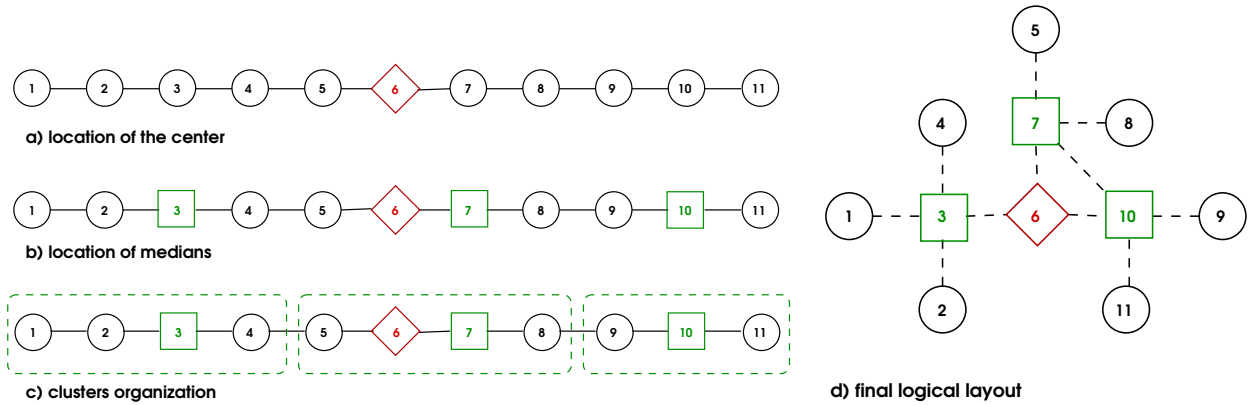 1 2 3 4 5 6 7 8 9 10 11
a) location of the center
1 2 3 4 5 6 7 8 9 10 11
b) location of medians
1 2 3 4 5 6 7 8 9 10 11
c) clusters organization
5
4 7 8
1 3 6 10 9
2 11
d) final logical layout